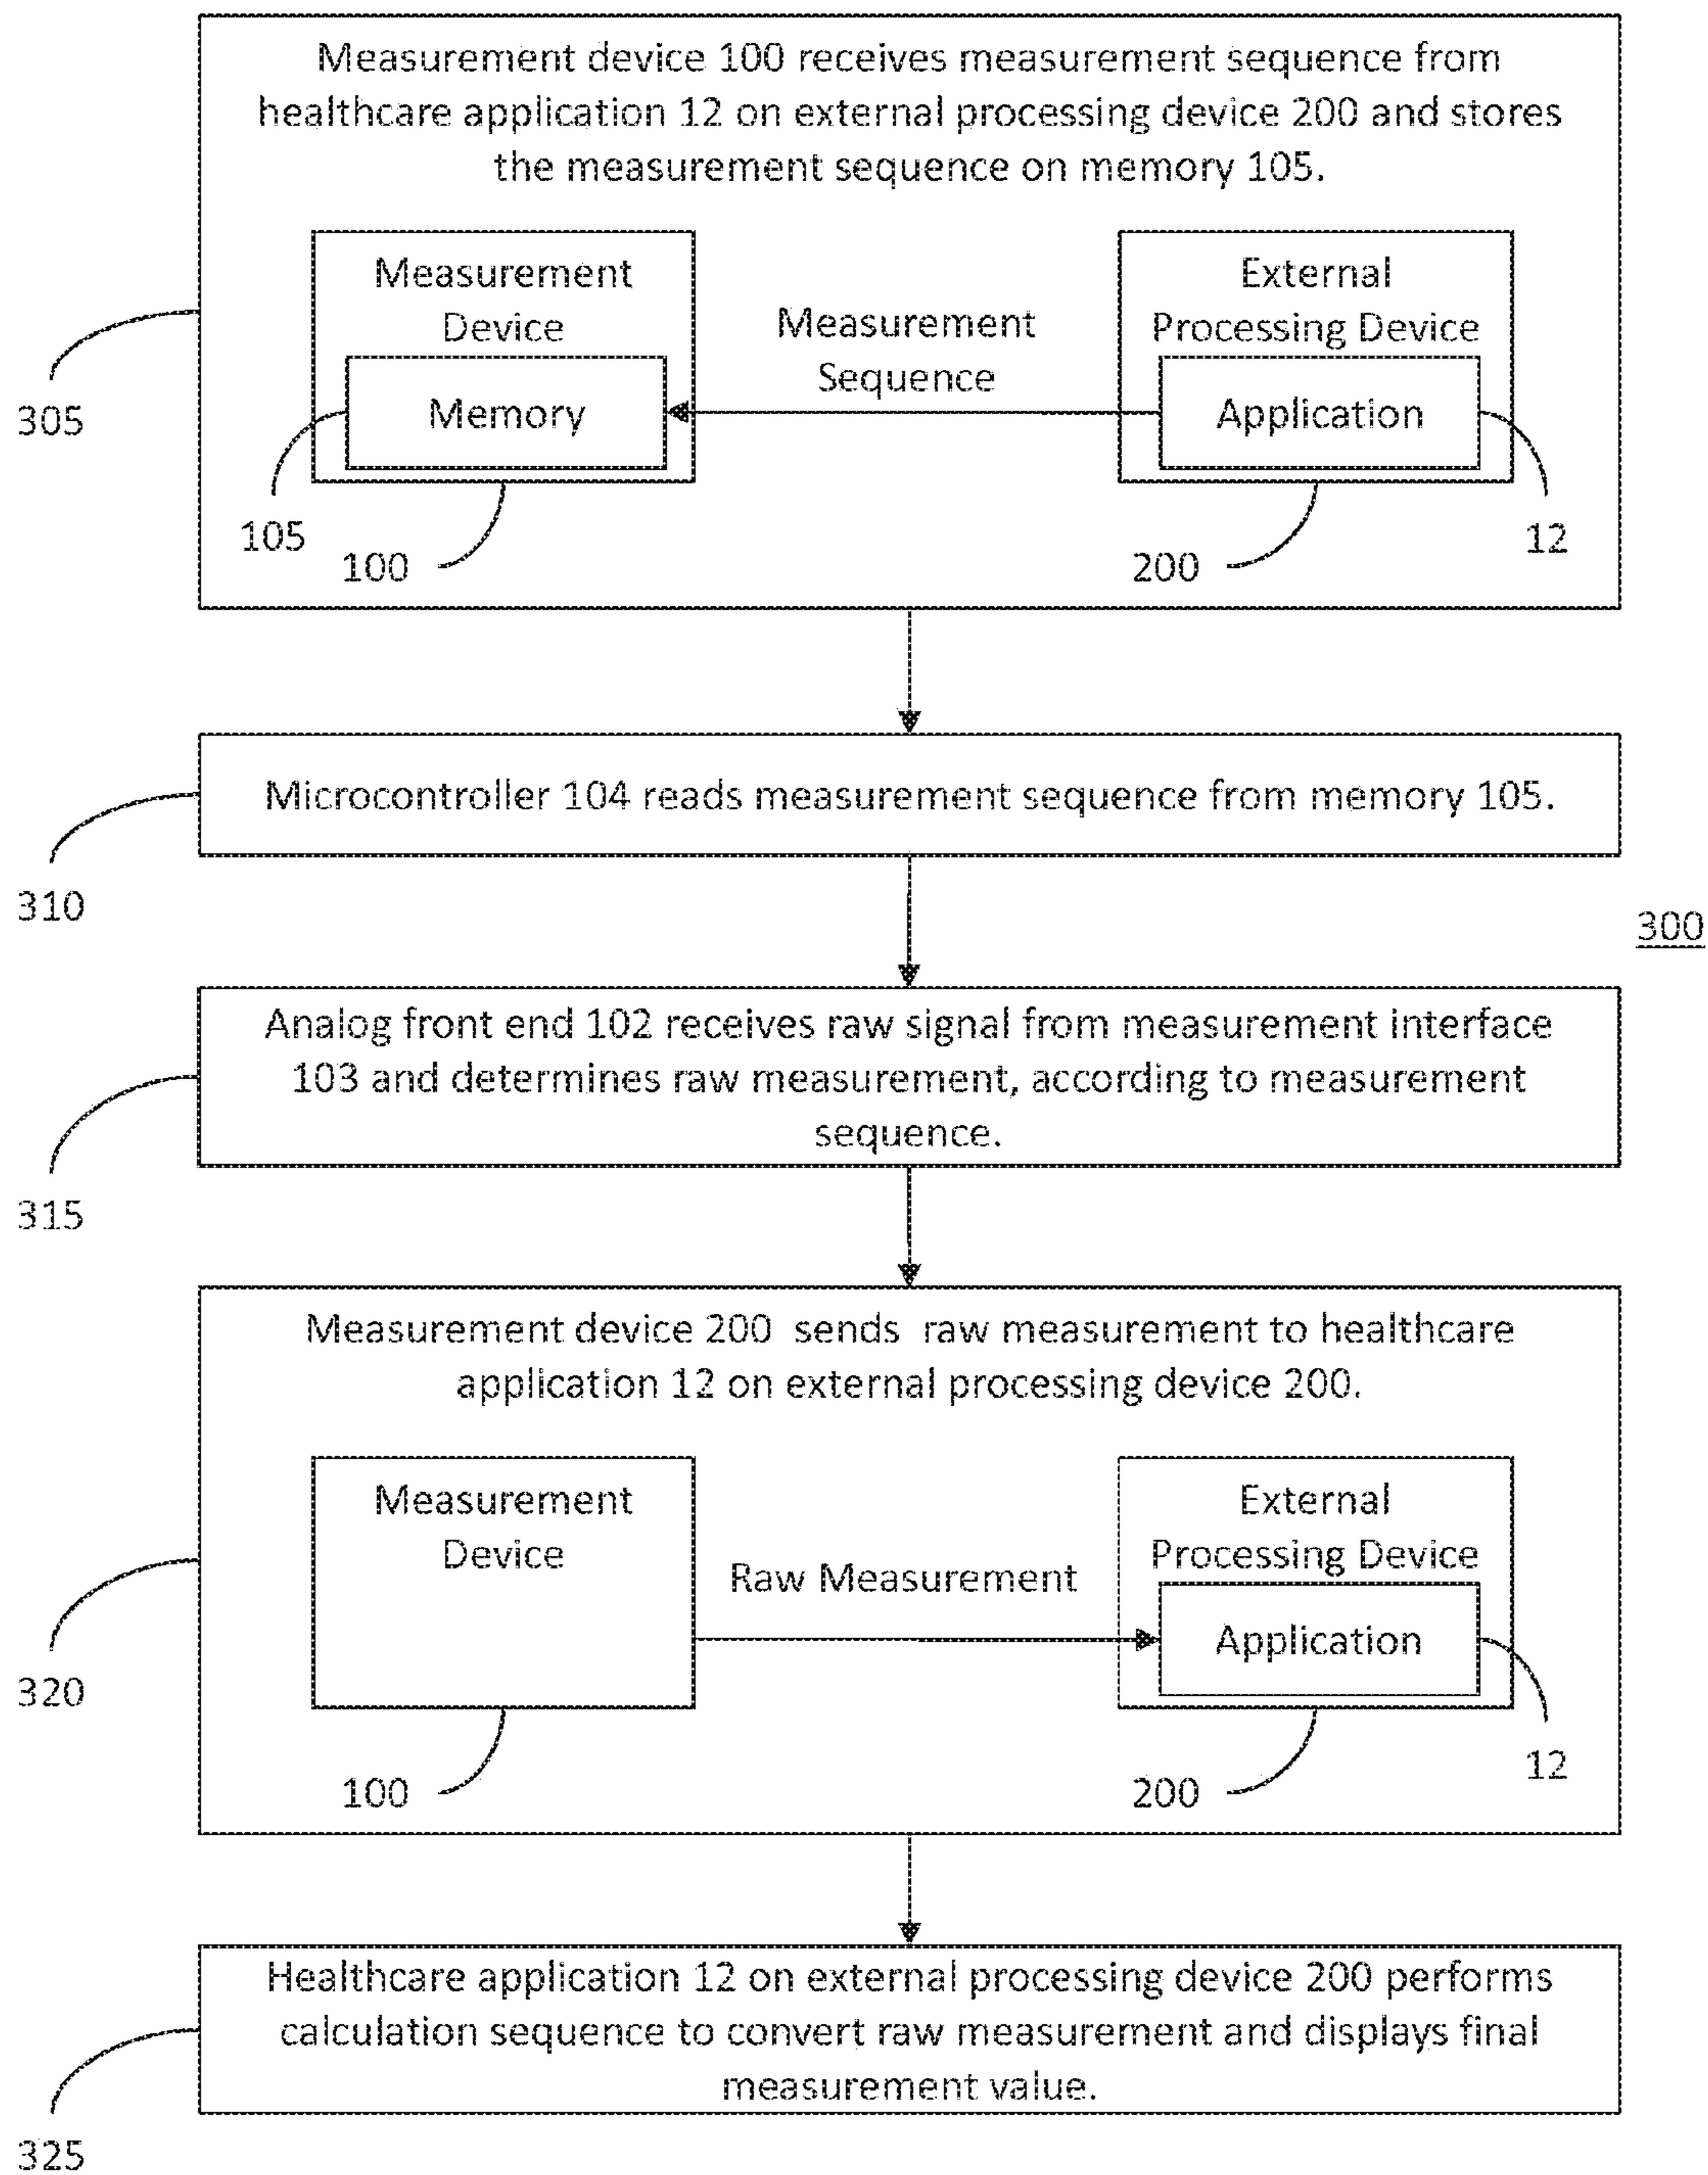 Measurement device 100 receives measurement sequence from
healthcare application 12 on external processing device 200 and stores
the measurement sequence on memory 105.
Measurement
Device
Memory
Measurement
Sequence
External
Processing Device
Application
305
105
100
200
12
Microcontroller 104 reads measurement sequence from memory 105.
310
300
Analog front end 102 receives raw signal from measurement interface
103 and determines raw measurement, according to measurement
sequence.
315
Measurement device 200 sends raw measurement to healthcare
application 12 on external processing device 200.
Measurement
Device
Raw Measurement
External
Processing Device
Application
320
100
200
12
Healthcare application 12 on external processing device 200 performs
calculation sequence to convert raw measurement and displays final
measurement value.
325